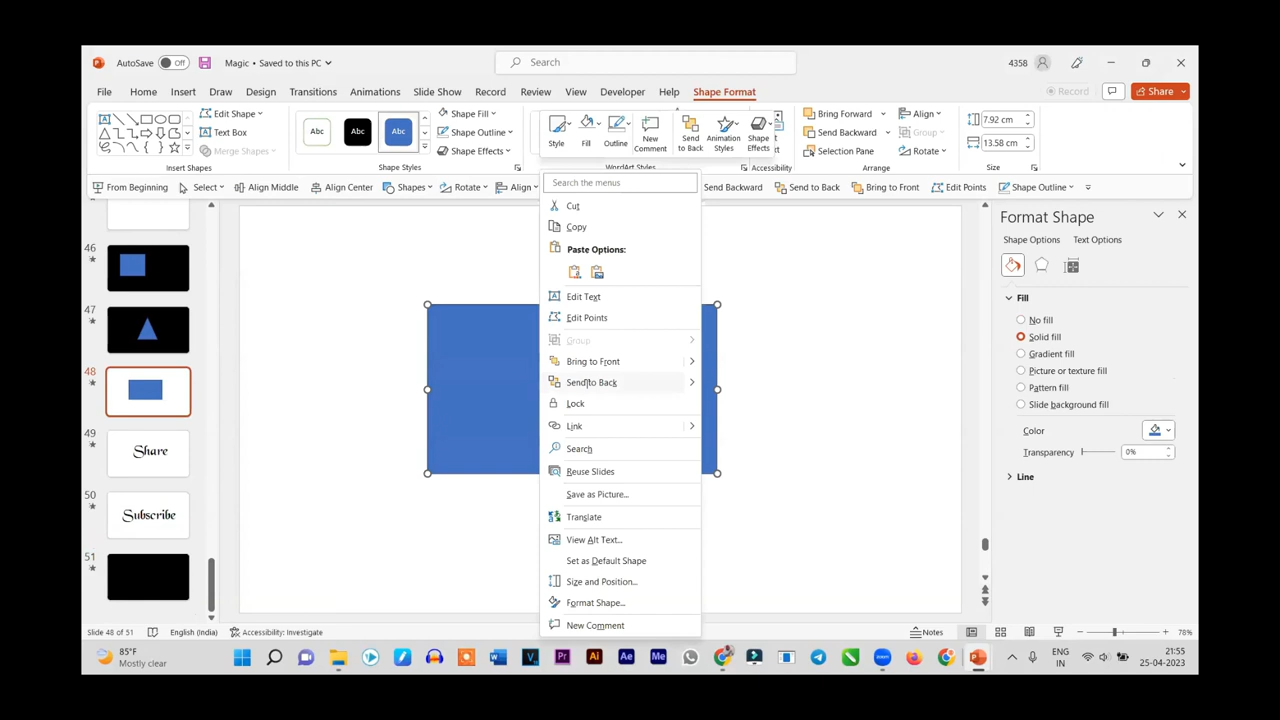 AutoSave Off Magic • Saved to this PC Search 4358
File Home Insert Draw Design Transitions Animations Slide Show Record Review View Developer Help Shape Format Record Share
Edit Shape
Text Box
Merge Shapes
Insert Shapes
Abc Abc Abc
Shape Fill
Shape Outline
Shape Effects
Shape Styles
Style Fill Outline New Comment Send to Back Animation Styles Shape Effects
WordArt Styles
Accessibility
Bring Forward
Send Backward
Selection Pane
Align
Group
Rotate
Arrange
7.92 cm
13.58 cm
Size
From Beginning Select Align Middle Align Center Shapes Rotate Align Send Backward Send to Back Bring to Front Edit Points Shape Outline
46
47
48
49
Share
50
Subscribe
51
Search the menus
Cut
Copy
Paste Options:
Edit Text
Edit Points
Group
Bring to Front
Send to Back
Lock
Link
Search
Reuse Slides
Save as Picture...
Translate
View Alt Text...
Set as Default Shape
Size and Position...
Format Shape...
New Comment
Format Shape
Shape Options Text Options
Fill
No fill
Solid fill
Gradient fill
Picture or texture fill
Pattern fill
Slide background fill
Color
Transparency 0%
Line
Slide 48 of 51 English (India) Accessibility: Investigate Notes 78%
85°F
Mostly clear
ENG
IN
21:55
25-04-2023